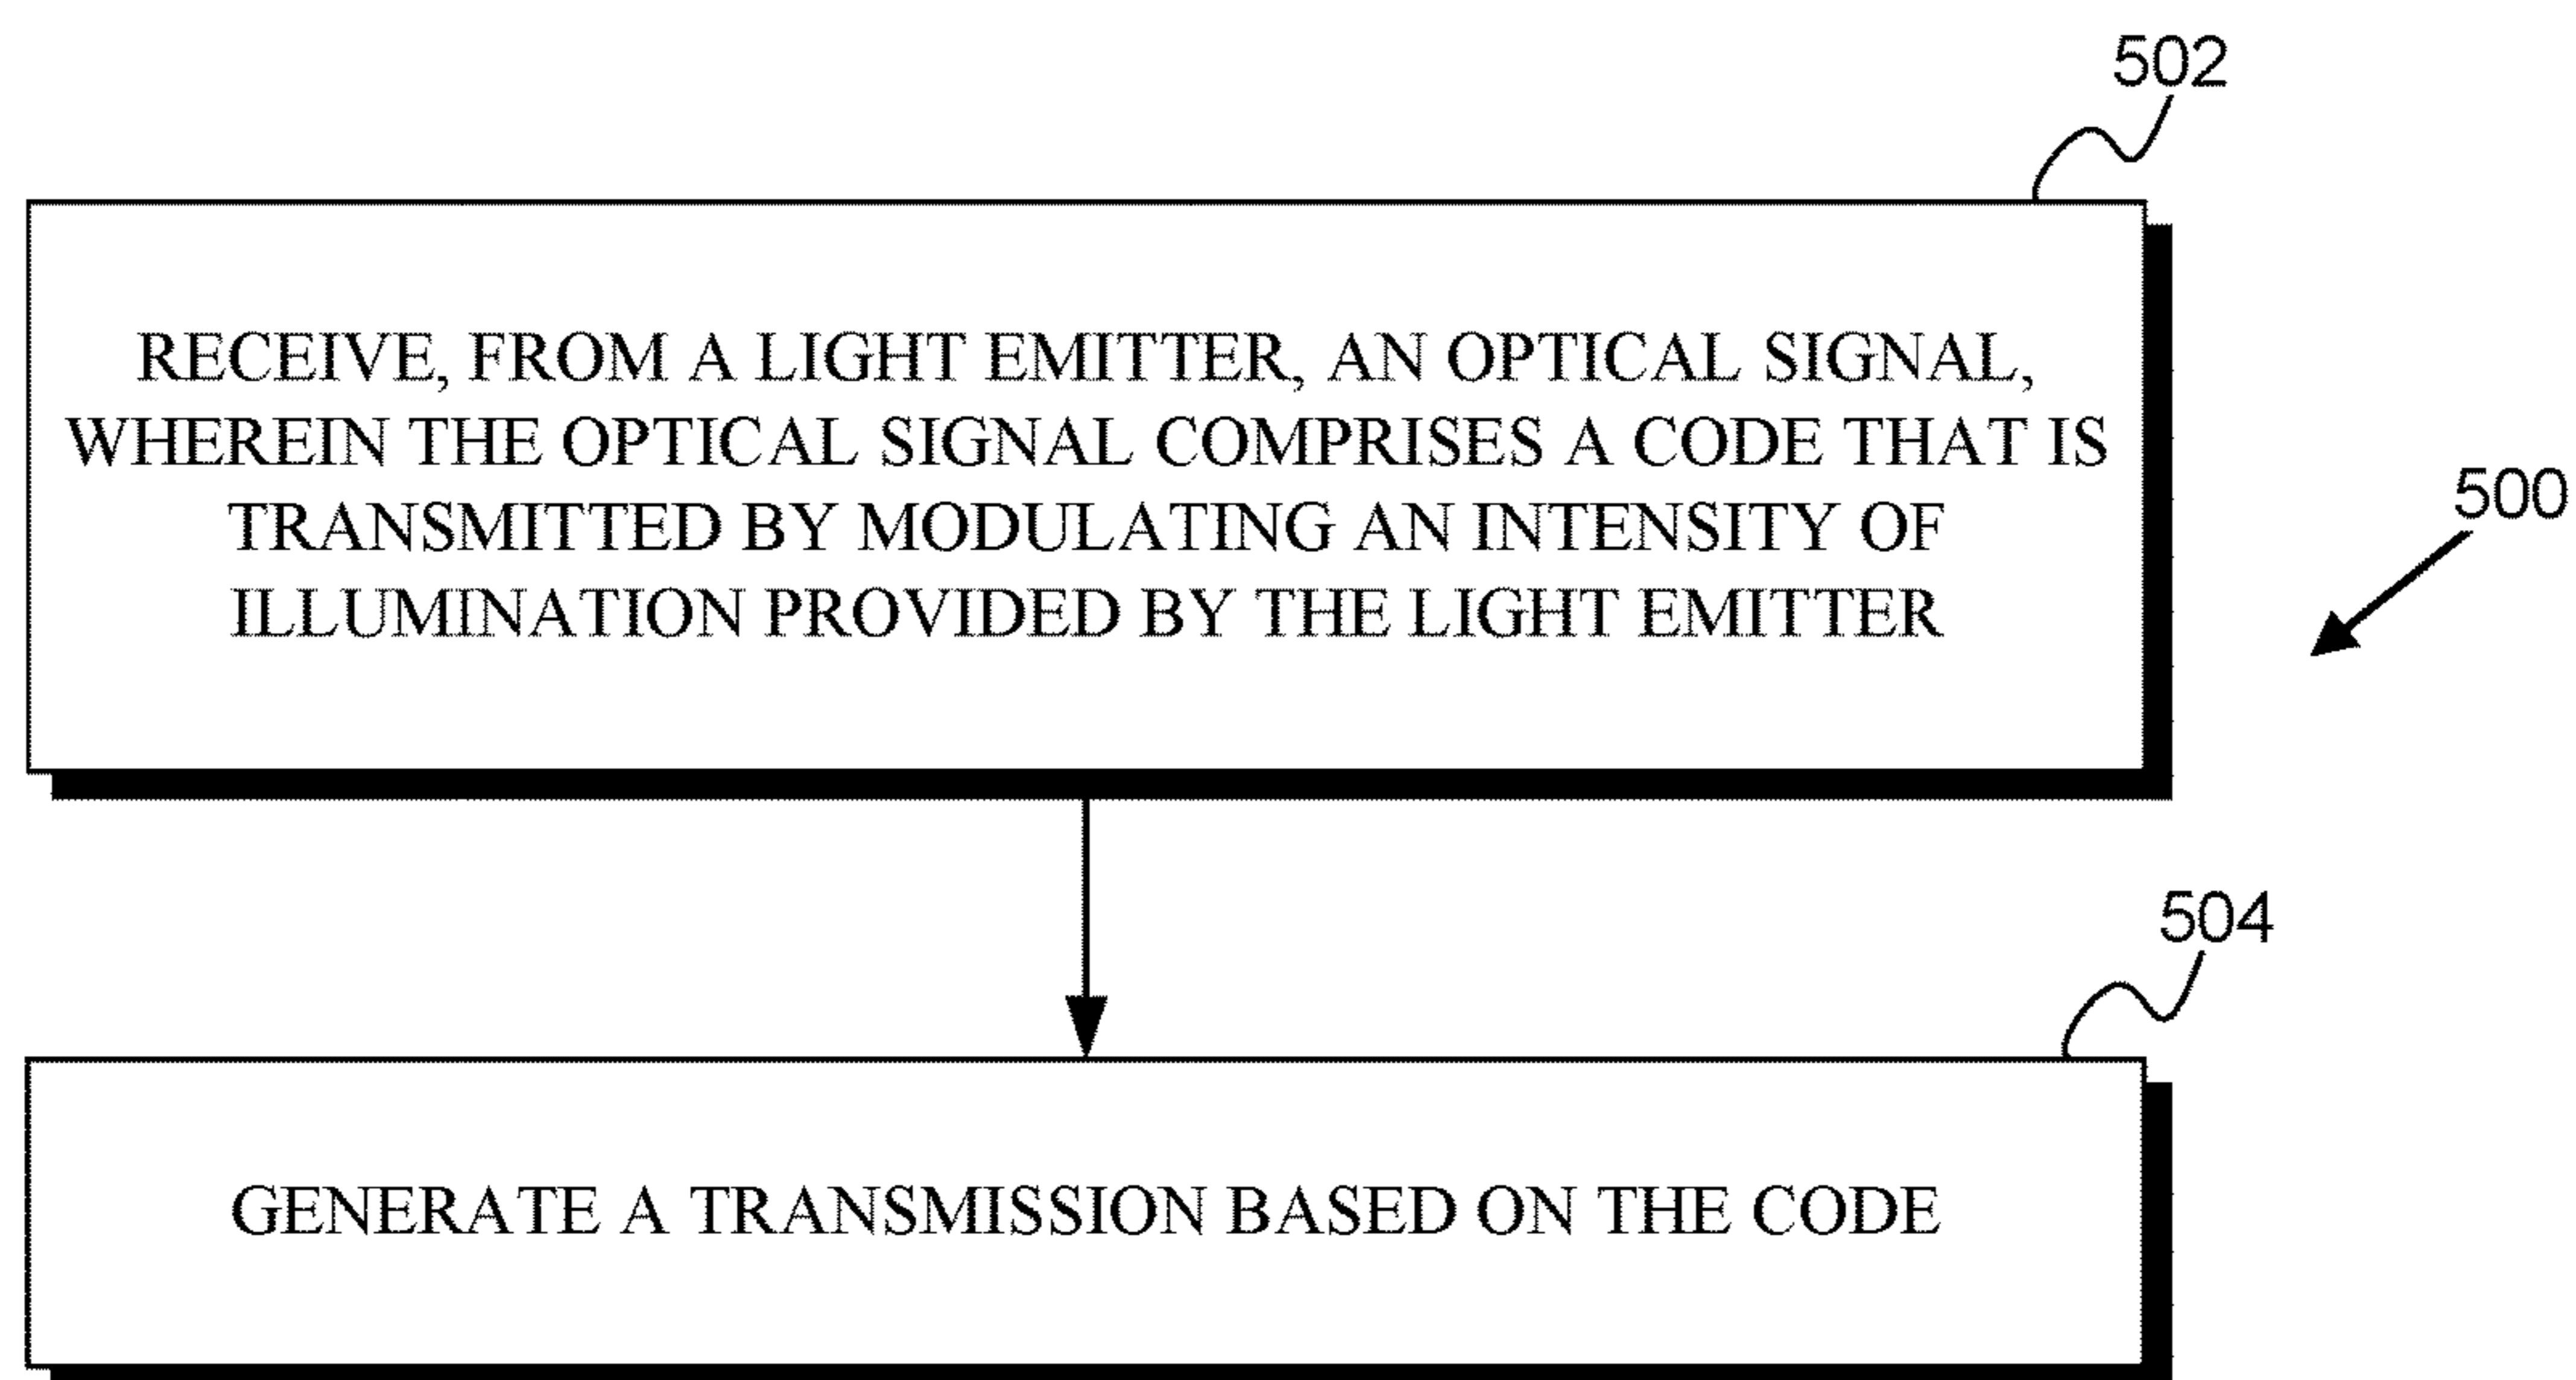 502
RECEIVE, FROM A LIGHT EMITTER, AN OPTICAL SIGNAL,
WHEREIN THE OPTICAL SIGNAL COMPRISES A CODE THAT IS
TRANSMITTED BY MODULATING AN INTENSITY OF
ILLUMINATION PROVIDED BY THE LIGHT EMITTER
500
504
GENERATE A TRANSMISSION BASED ON THE CODE